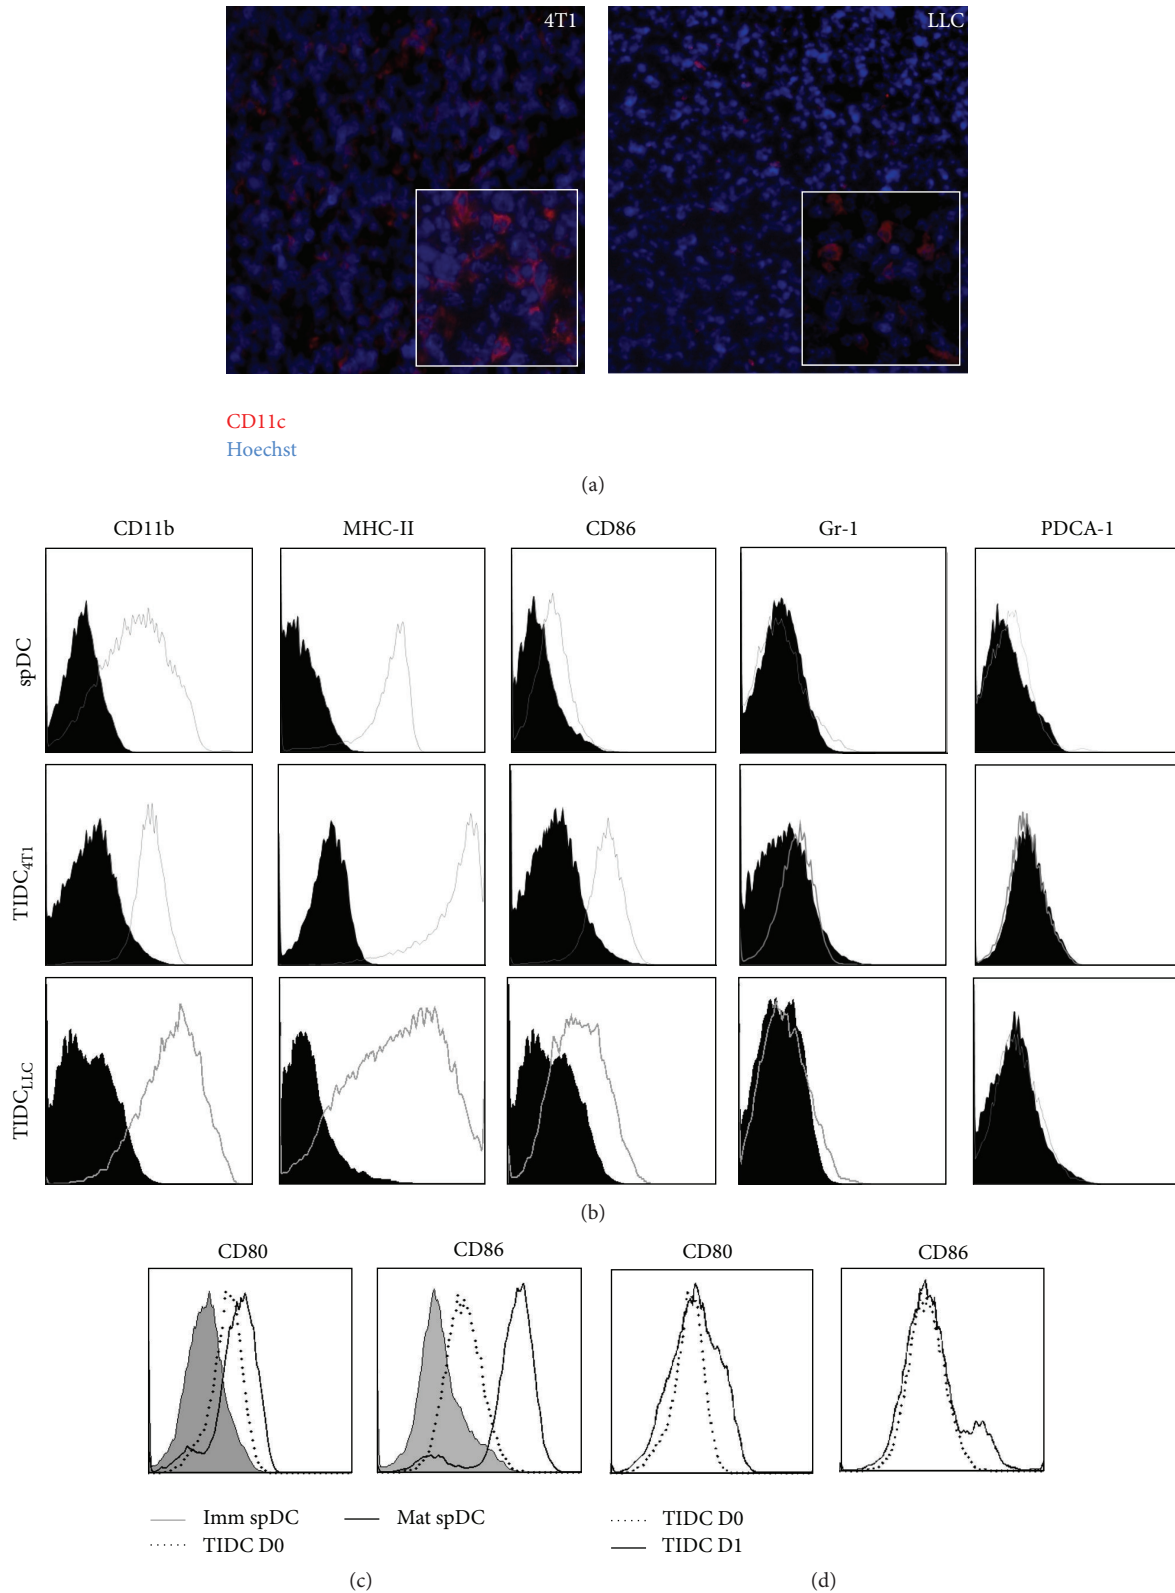 4T1
LLC
CD11c
Hoechst
(a)
CD11b MHC-II CD86 Gr-1 PDCA-1
spDC
TIDC4T1
TIDCLLC
(b)
CD80 CD86 CD80 CD86
Imm spDC Mat spDC TIDC D0
TIDC D0 TIDC D1
(c) (d)